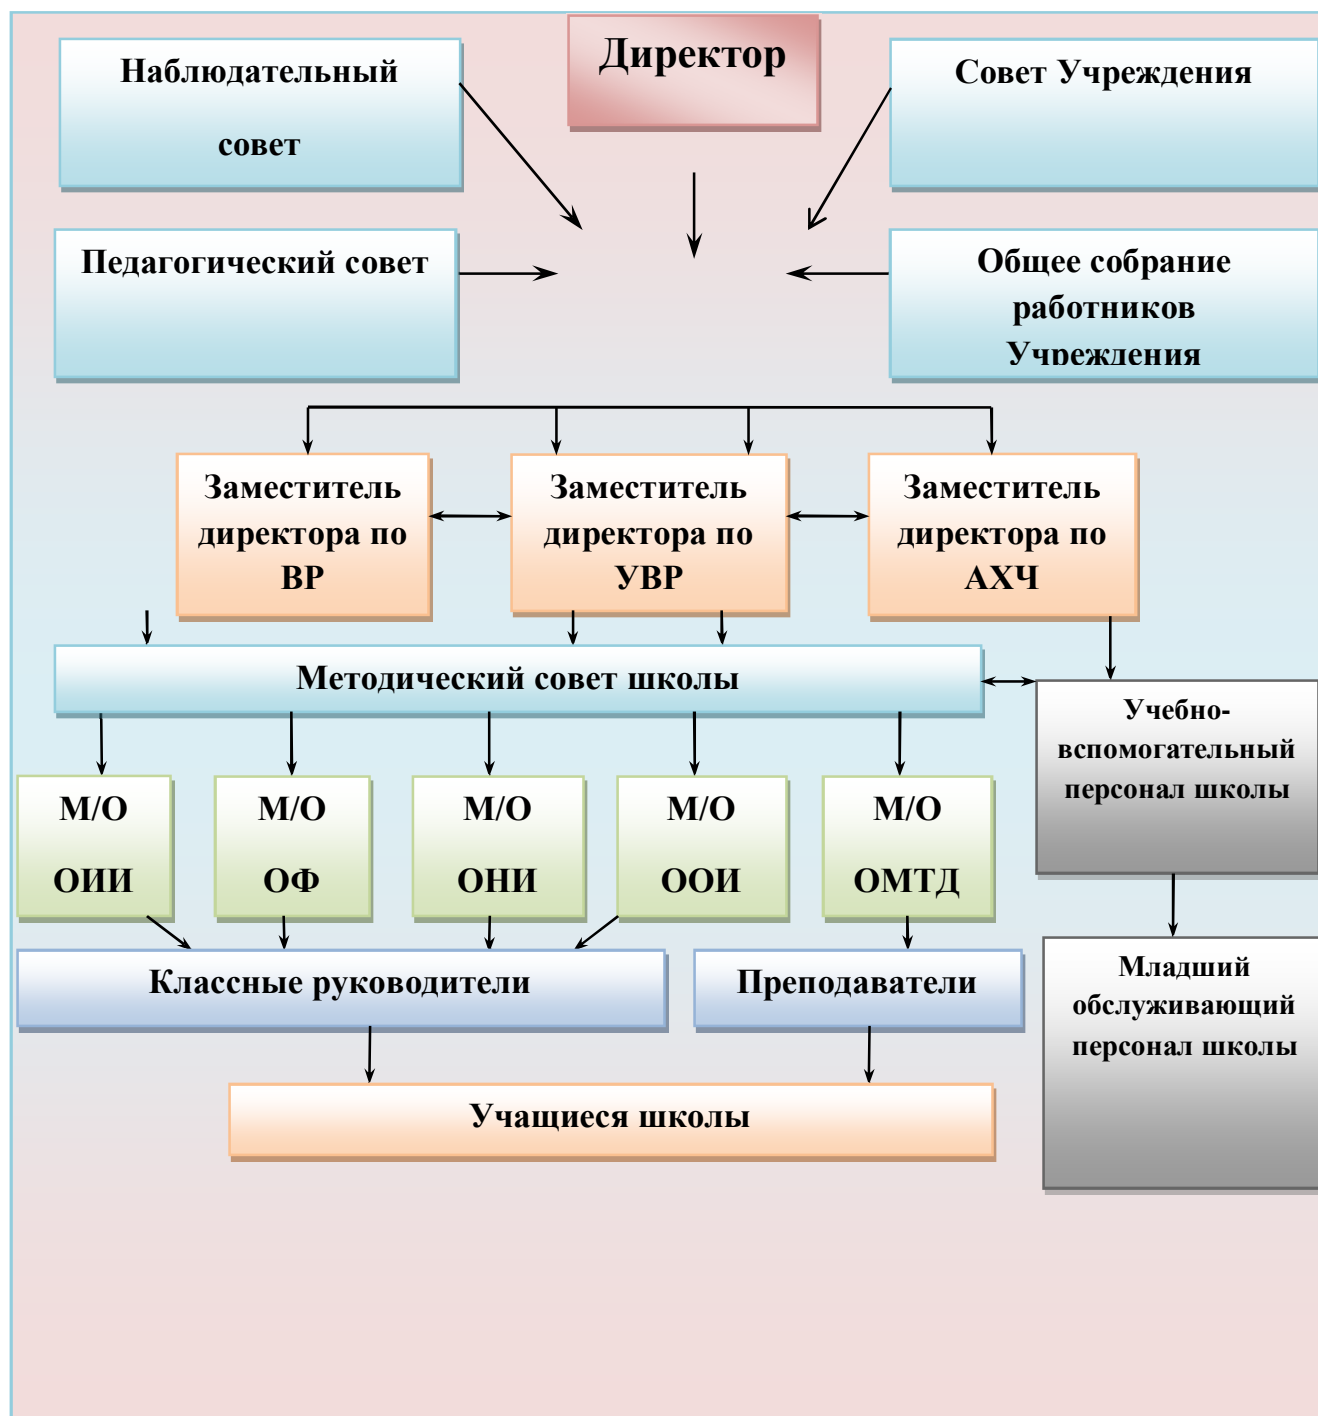 Директор
Наблюдательный
совет
Совет Учреждения
Педагогический совет
Общее собрание
работников
Учреждения
Заместитель
директора по
ВР
Заместитель
директора по
УВР
Заместитель
директора по
АХЧ
Методический совет школы
Учебно-
вспомогательный
персонал школы
М/О
ОИИ
М/О
ОФ
М/О
ОНИ
М/О
ООИ
М/О
ОМТД
Классные руководители
Преподаватели
Младший
обслуживающий
персонал школы
Учащиеся школы